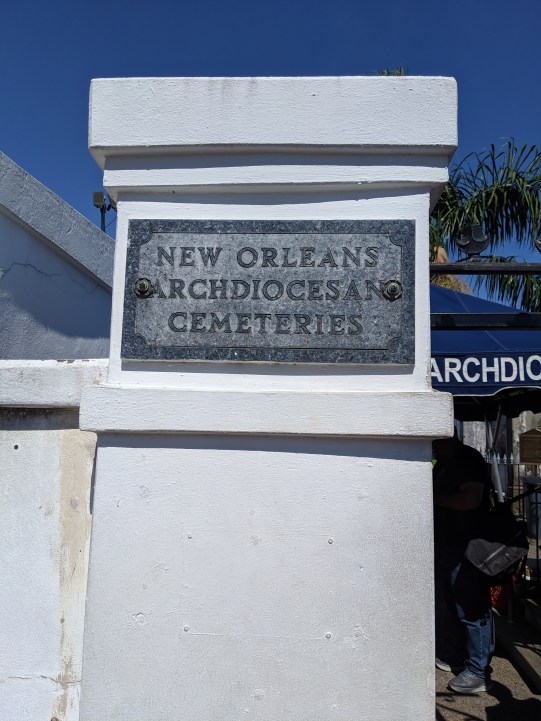 NEW ORLEANS
ARCHDIOCESAN
CEMETERIES
ARCHDIO